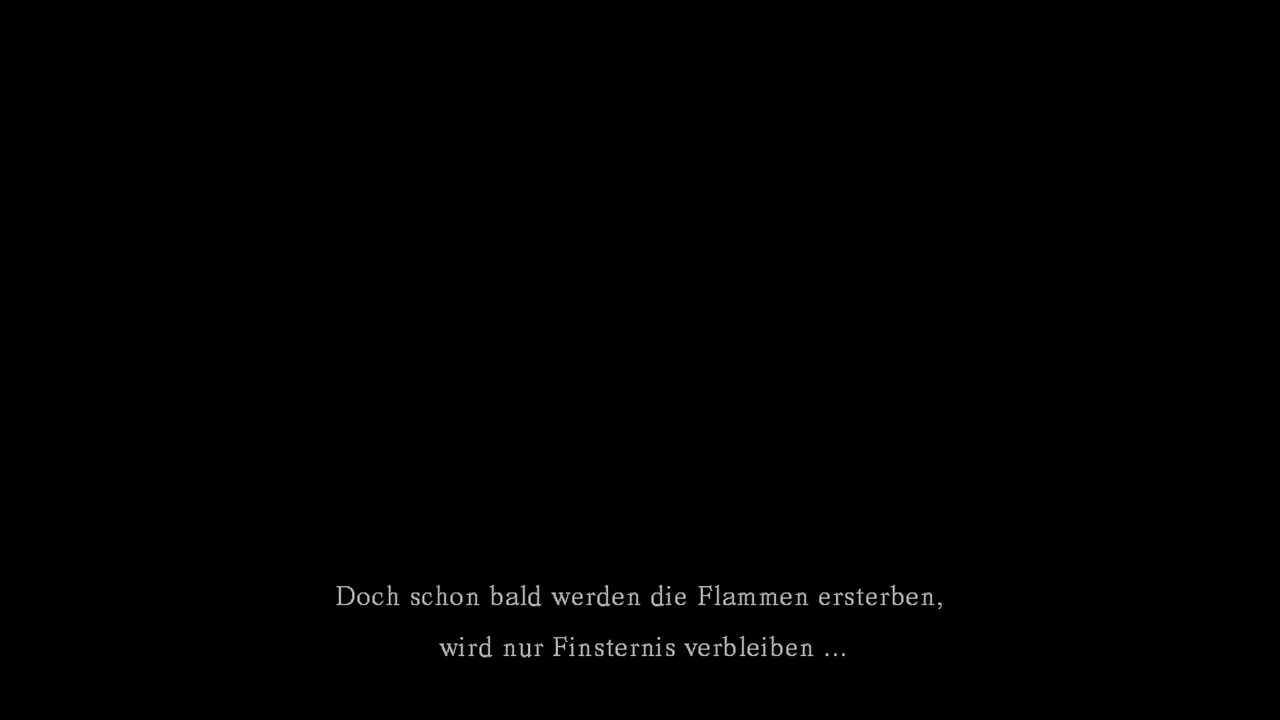 Doch schon bald werden die Flammen ersterben,
wird nur Finsternis verbleiben ...